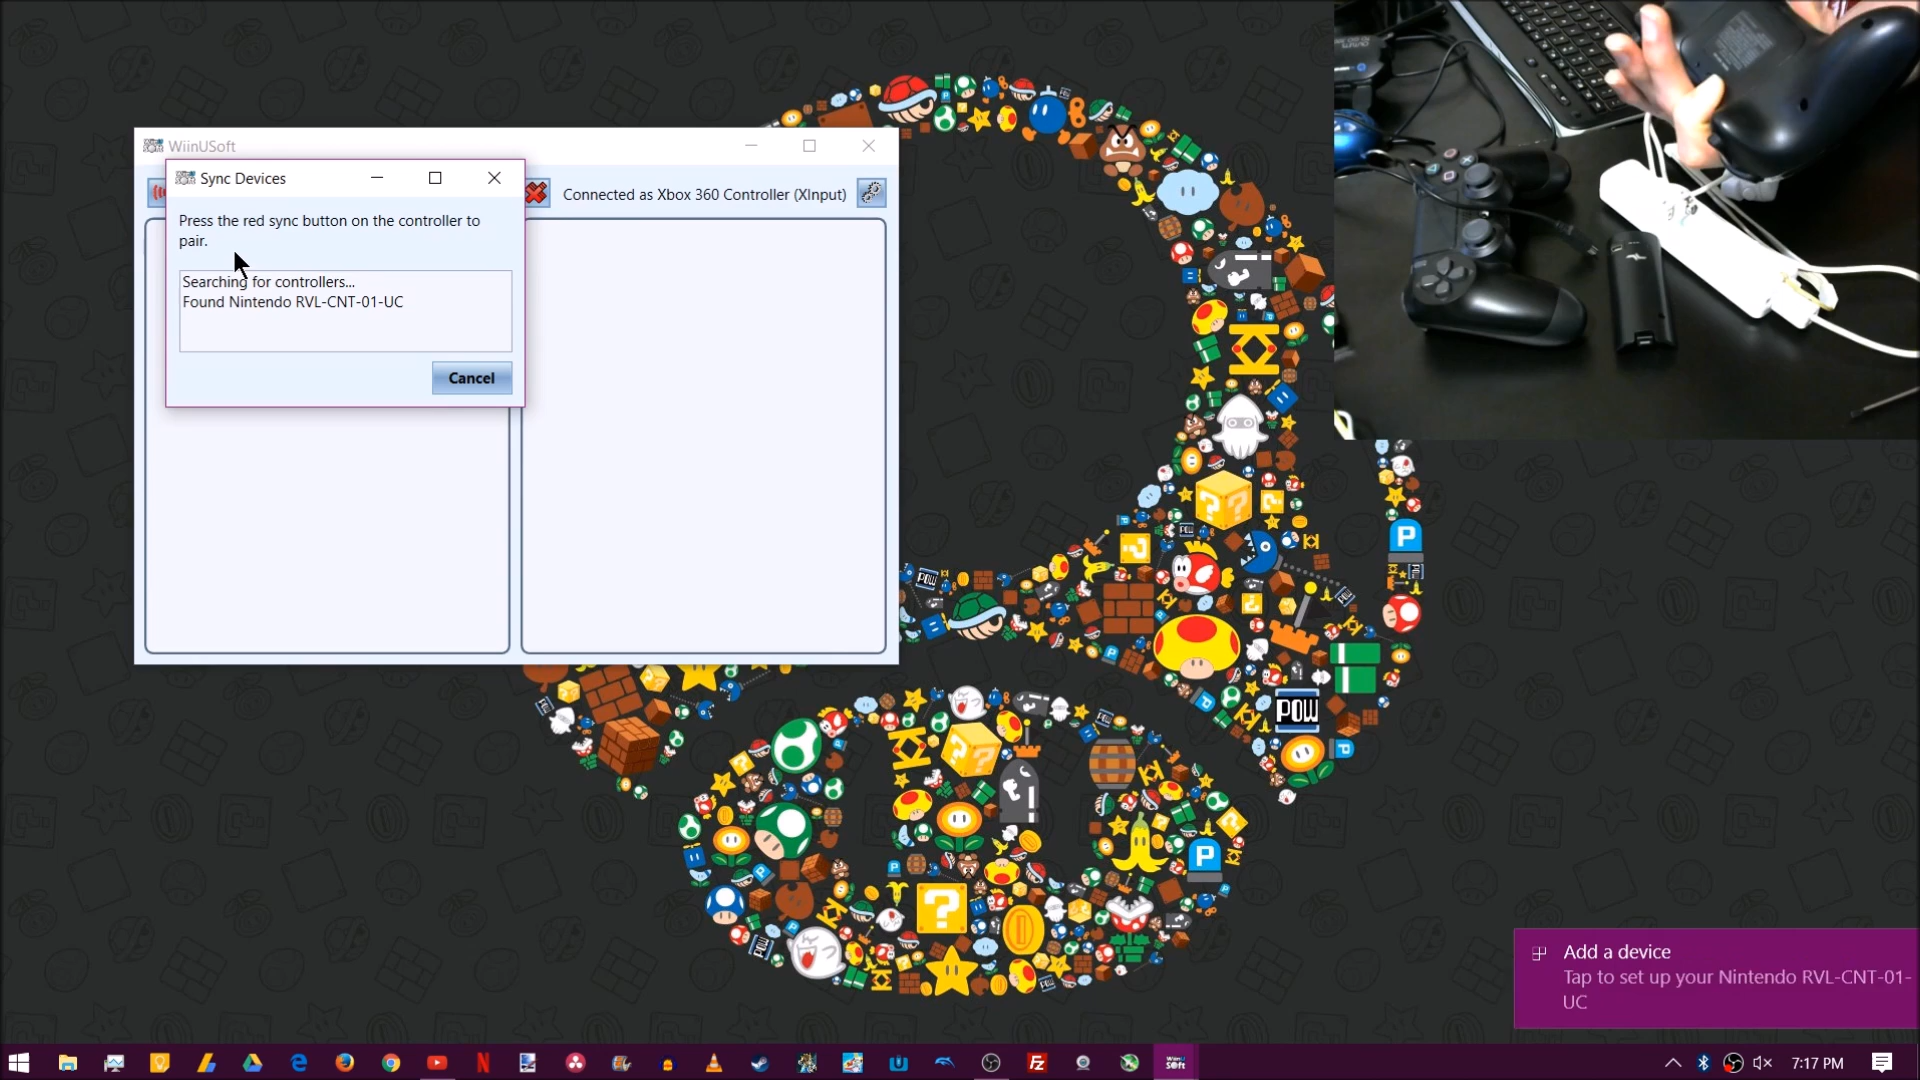 WiinUSoft
Sync Devices
Connected as Xbox 360 Controller (XInput)
Press the red sync button on the controller to
pair.
Searching for controllers...
Found Nintendo RVL-CNT-01-UC
Cancel
POW
P
POW
P
Add a device
Tap to set up your Nintendo RVL-CNT-01-
UC
7:17 PM